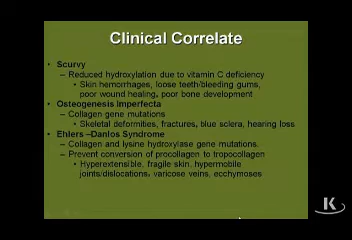 Clinical Correlate
• Scurvy
– Reduced hydroxylation due to vitamin C deficiency
• Skin hemorrhages, loose teeth/bleeding gums,
poor wound healing, poor bone development
• Osteogenesis Imperfecta
– Collagen gene mutations
• Skeletal deformities, fractures, blue sclera, hearing loss
• Ehlers –Danlos Syndrome
– Collagen and lysine hydroxylase gene mutations.
– Prevent conversion of procollagen to tropocollagen
• Hyperextensible, fragile skin, hypermobile
joints/dislocations, varicose veins, ecchymoses
K